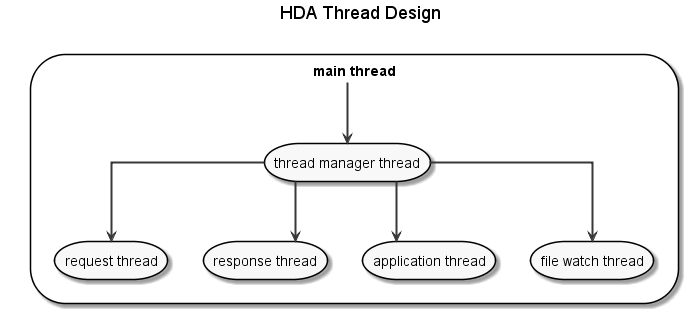 HDA Thread Design
main thread
thread manager thread
request thread
response thread
application thread
file watch thread